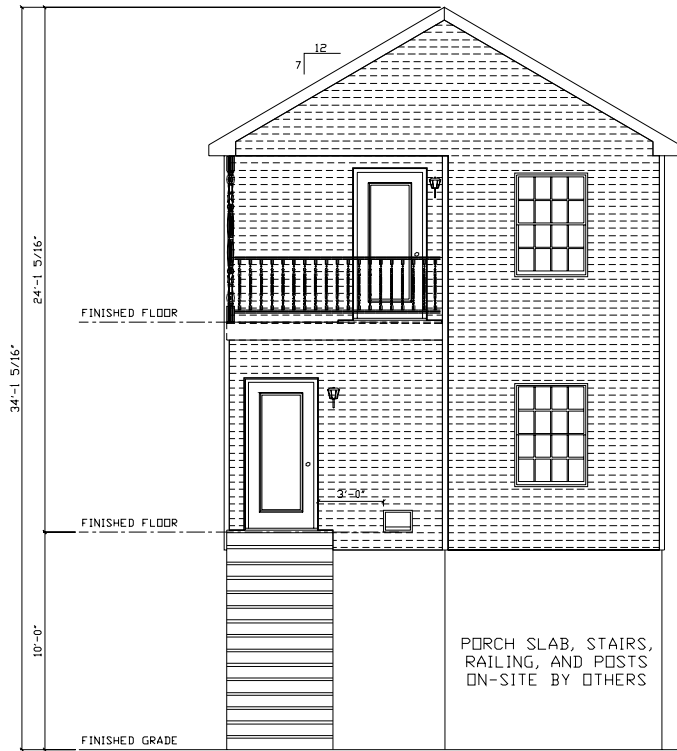 12
7
24'-1 5/16"
FINISHED FLOOR
34'-1 5/16"
3'-0"
FINISHED FLOOR
10'-0"
PORCH SLAB, STAIRS,
RAILING, AND POSTS
ON-SITE BY OTHERS
FINISHED GRADE